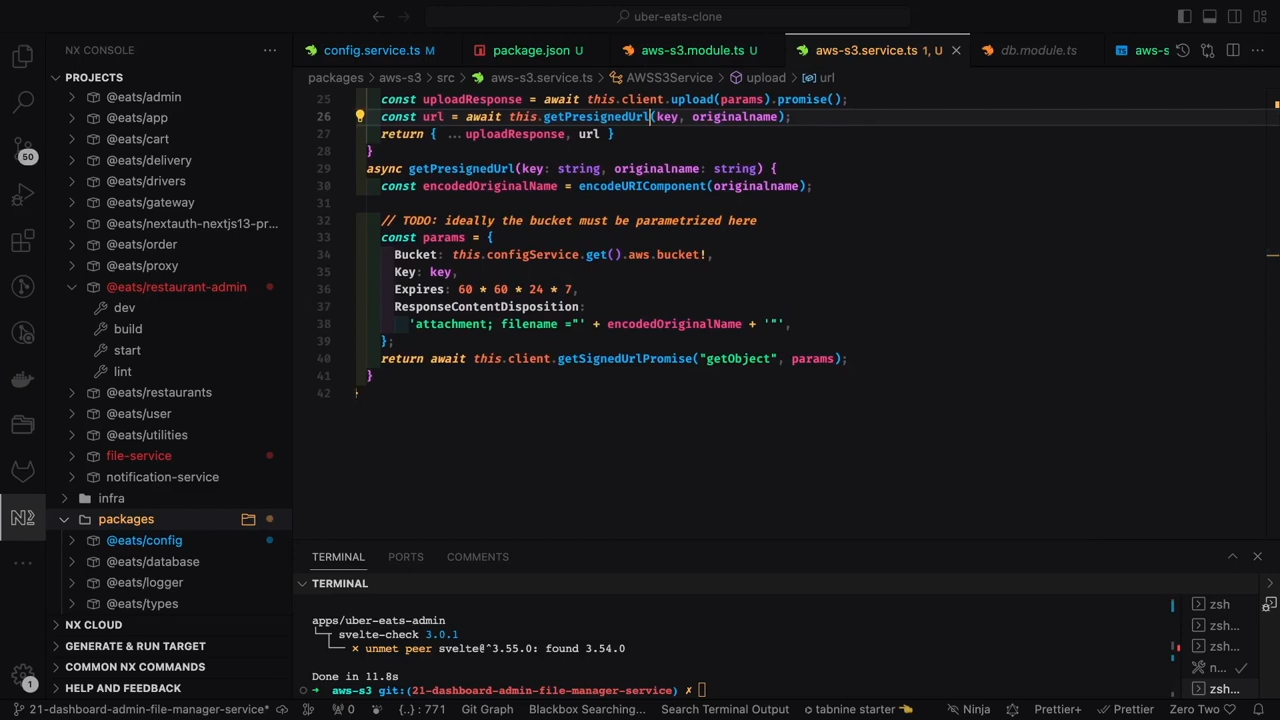 uber-eats-clone
NX CONSOLE
config.service.ts M
package.json U
aws-s3.module.ts U
aws-s3.service.ts 1, U
db.module.ts
aws-s
PROJECTS
packages > aws-s3 > src > aws-s3.service.ts > AWSS3Service > upload > url
@eats/admin
@eats/app
@eats/cart
@eats/delivery
@eats/drivers
@eats/gateway
@eats/nextauth-nextjs13-pr...
@eats/order
@eats/proxy
@eats/restaurant-admin
dev
build
start
lint
@eats/restaurants
@eats/user
@eats/utilities
file-service
notification-service
infra
packages
@eats/config
@eats/database
@eats/logger
@eats/types
NX CLOUD
GENERATE & RUN TARGET
COMMON NX COMMANDS
HELP AND FEEDBACK
50
1
25 const uploadResponse = await this.client.upload(params).promise();
26 const url = await this.getPresignedUrl(key, originalname);
27 return { ...uploadResponse, url }
28 }
29 async getPresignedUrl(key: string, originalname: string) {
30 const encodedOriginalName = encodeURIComponent(originalname);
31
32 // TODO: ideally the bucket must be parametrized here
33 const params = {
34 Bucket: this.configService.get().aws.bucket!,
35 Key: key,
36 Expires: 60 * 60 * 24 * 7,
37 ResponseContentDisposition:
38 'attachment; filename ="' + encodedOriginalName + '"',
39 };
40 return await this.client.getSignedUrlPromise("getObject", params);
41 }
42 }
TERMINAL PORTS COMMENTS
TERMINAL
apps/uber-eats-admin
└─┬ svelte-check 3.0.1
└── ✕ unmet peer svelte@^3.55.0: found 3.54.0
Done in 11.8s
➜ aws-s3 git:(21-dashboard-admin-file-manager-service) ✗
zsh
zsh...
zsh...
n...
zsh...
21-dashboard-admin-file-manager-service* 0 {..} : 771 Git Graph Blackbox Searching... Search Terminal Output tabnine starter Ninja Prettier+ Prettier Zero Two